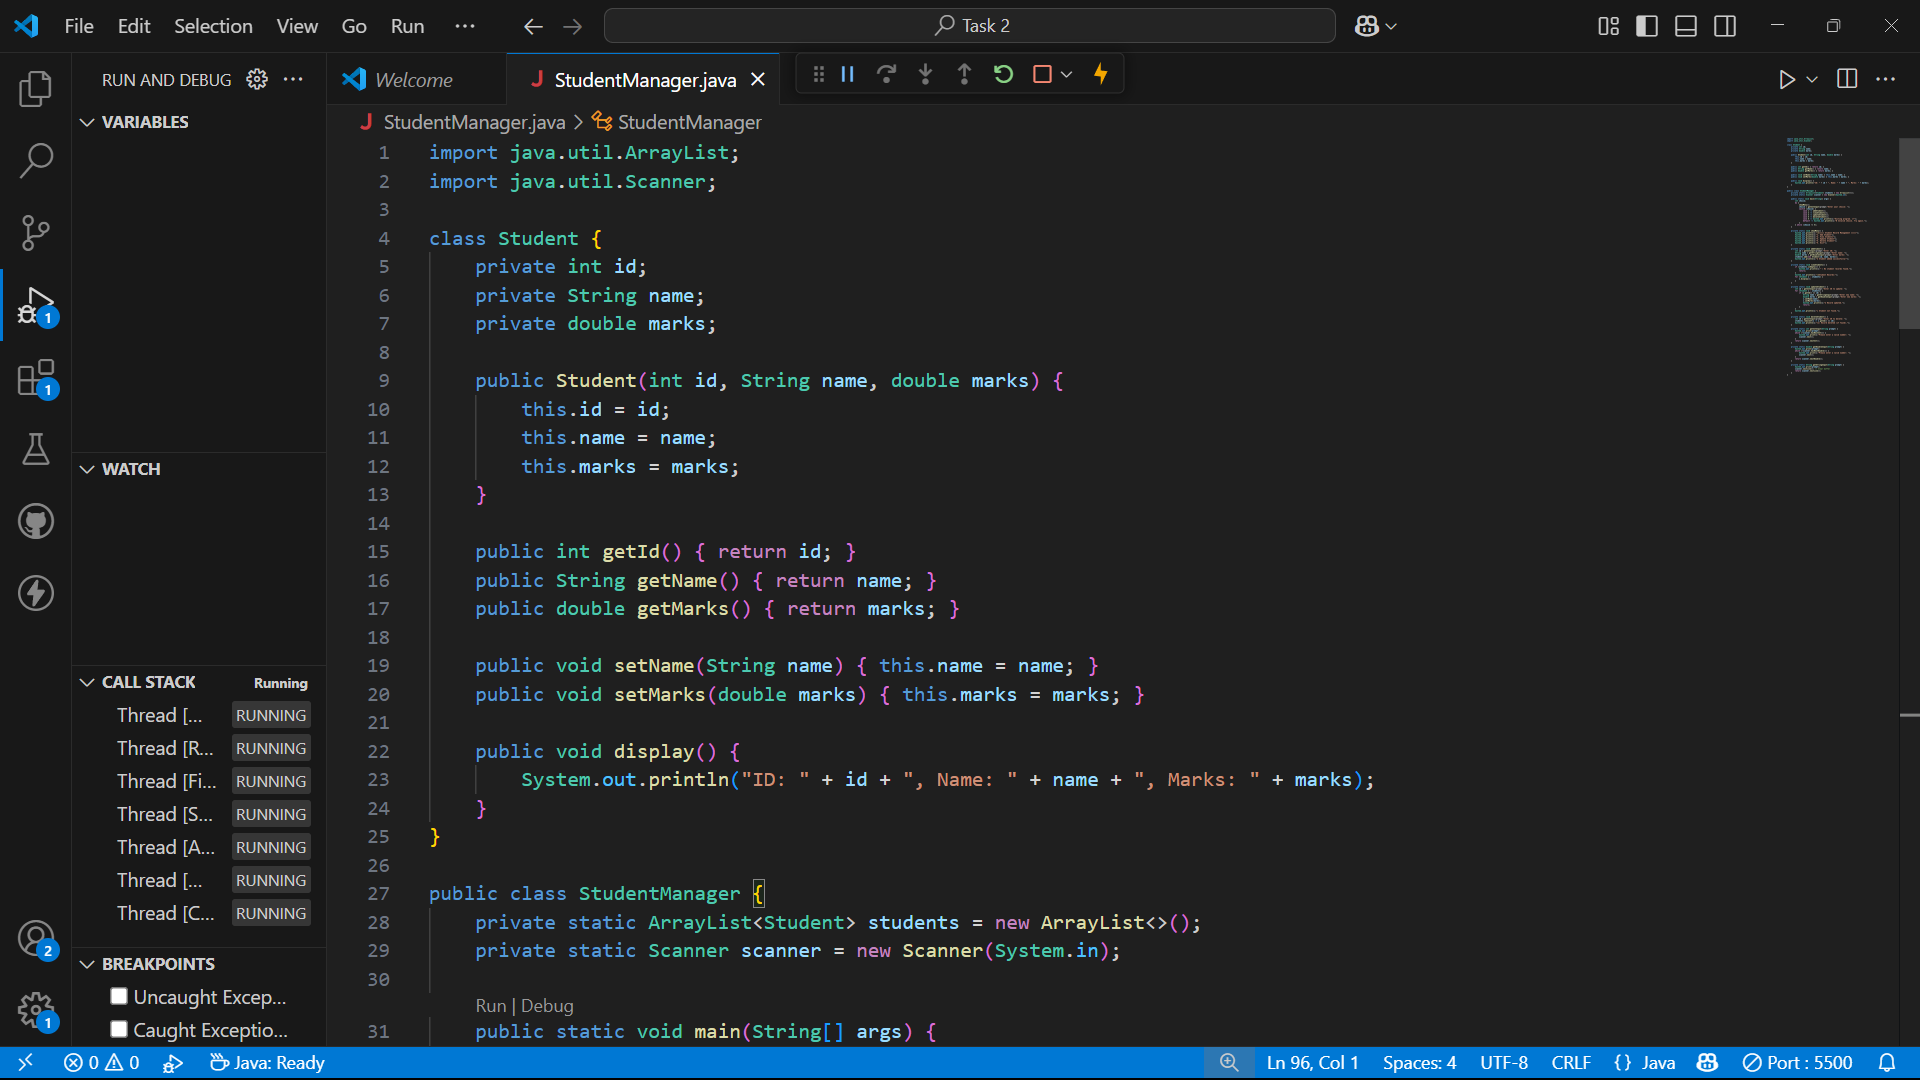 File Edit Selection View Go Run ··· Task 2
RUN AND DEBUG ···
VARIABLES
WATCH
CALL STACK Running
Thread [... RUNNING
Thread [R... RUNNING
Thread [Fi... RUNNING
Thread [S... RUNNING
Thread [A... RUNNING
Thread [... RUNNING
Thread [C... RUNNING
BREAKPOINTS
Uncaught Excep...
Caught Exceptio...
1
1
2
1
Welcome J StudentManager.java
J StudentManager.java > StudentManager
1 import java.util.ArrayList;
2 import java.util.Scanner;
3
4 class Student {
5 private int id;
6 private String name;
7 private double marks;
8
9 public Student(int id, String name, double marks) {
10 this.id = id;
11 this.name = name;
12 this.marks = marks;
13 }
14
15 public int getId() { return id; }
16 public String getName() { return name; }
17 public double getMarks() { return marks; }
18
19 public void setName(String name) { this.name = name; }
20 public void setMarks(double marks) { this.marks = marks; }
21
22 public void display() {
23 System.out.println("ID: " + id + ", Name: " + name + ", Marks: " + marks);
24 }
25 }
26
27 public class StudentManager {
28 private static ArrayList<Student> students = new ArrayList<>();
29 private static Scanner scanner = new Scanner(System.in);
30
Run | Debug
31 public static void main(String[] args) {
0 0 Java: Ready Ln 96, Col 1 Spaces: 4 UTF-8 CRLF {} Java Port : 5500